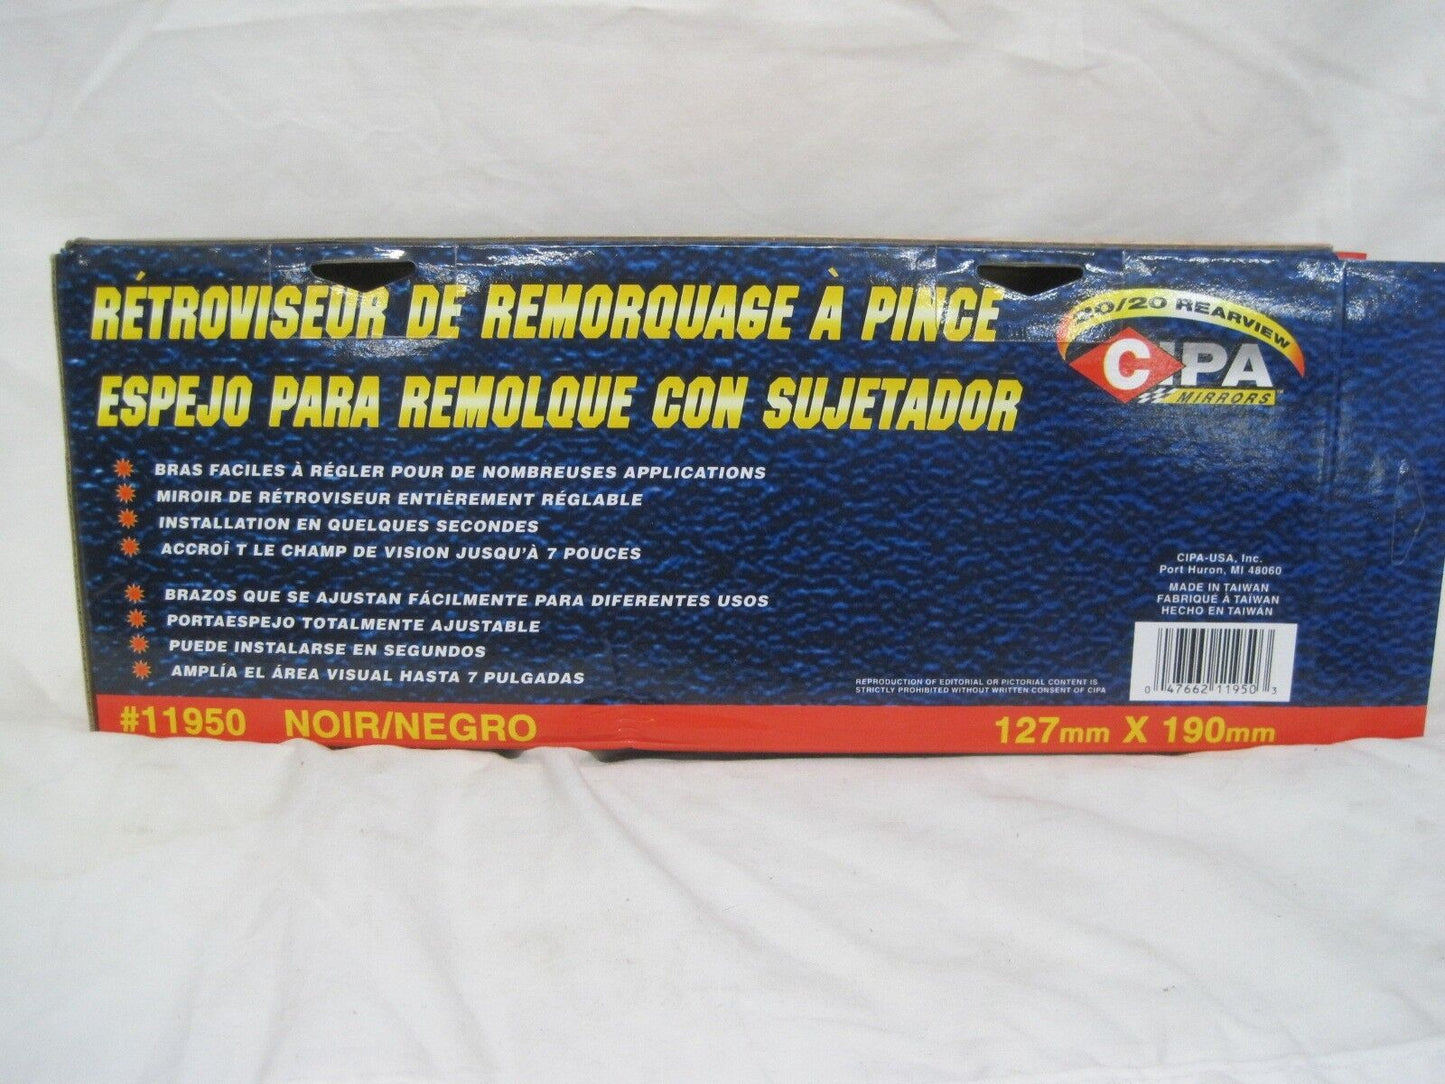 RÉTROVISEUR DE REMORQUAGE À PINCE
ESPEJO PARA REMOLQUE CON SUJETADOR
20/20 REARVIEW
CIPA
MIRRORS
BRAS FACILES À RÉGLER POUR DE NOMBREUSES APPLICATIONS
MIROIR DE RÉTROVISEUR ENTIÈREMENT RÉGLABLE
INSTALLATION EN QUELQUES SECONDES
ACCROÎ T LE CHAMP DE VISION JUSQU'À 7 POUCES
BRAZOS QUE SE AJUSTAN FÁCILMENTE PARA DIFERENTES USOS
PORTAESPEJO TOTALMENTE AJUSTABLE
PUEDE INSTALARSE EN SEGUNDOS
AMPLÍA EL ÁREA VISUAL HASTA 7 PULGADAS
CIPA-USA, Inc.
Port Huron, MI 48060
MADE IN TAIWAN
FABRIQUÉ À TAÏWAN
HECHO EN TAIWÁN
REPRODUCTION OF EDITORIAL OR PICTORIAL CONTENT IS
STRICTLY PROHIBITED WITHOUT WRITTEN CONSENT OF CIPA
0 47662 11950 3
#11950 NOIR/NEGRO
127mm X 190mm